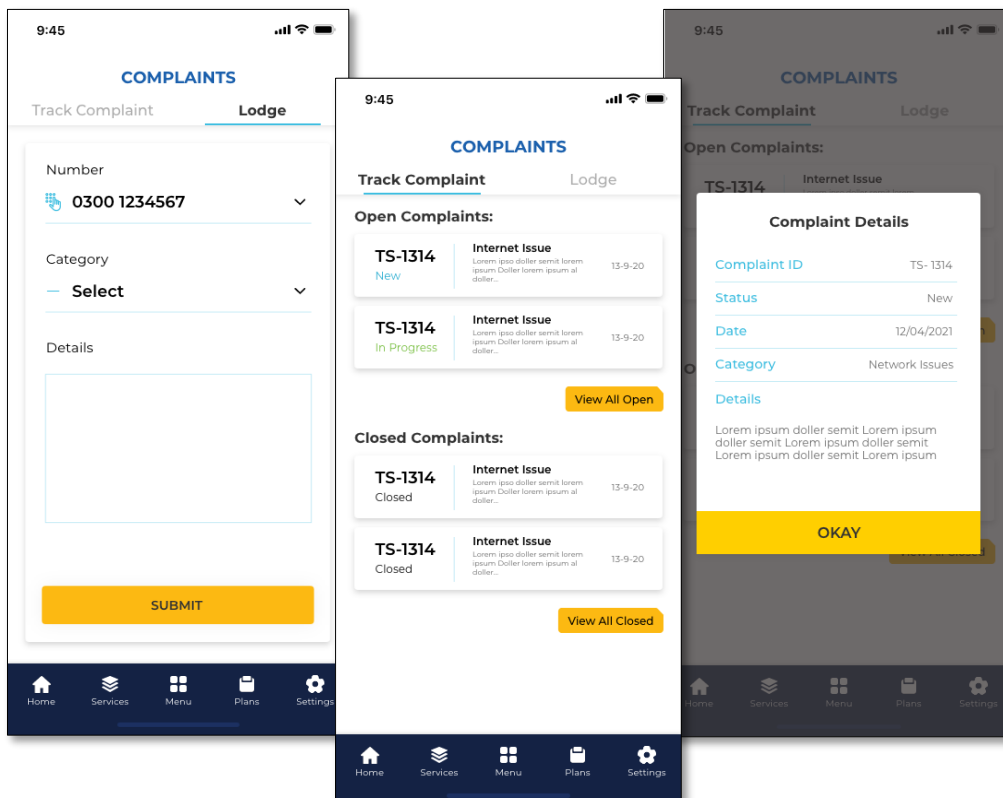 9:45
COMPLAINTS
Track Complaint Lodge
Number
0300 1234567
Category
Select
Details
SUBMIT
Home Services Menu Plans Settings
9:45
COMPLAINTS
Track Complaint Lodge
Open Complaints:
TS-1314
New
Internet Issue
Lorem ipso doller semit lorem
ipsum Doller lorem ipsum al
doller...
13-9-20
TS-1314
In Progress
Internet Issue
Lorem ipso doller semit lorem
ipsum Doller lorem ipsum al
doller...
13-9-20
View All Open
Closed Complaints:
TS-1314
Closed
Internet Issue
Lorem ipso doller semit lorem
ipsum Doller lorem ipsum al
doller...
13-9-20
TS-1314
Closed
Internet Issue
Lorem ipso doller semit lorem
ipsum Doller lorem ipsum al
doller...
13-9-20
View All Closed
Home Services Menu Plans Settings
9:45
COMPLAINTS
Track Complaint Lodge
Open Complaints:
TS-1314
Internet Issue
Complaint Details
Complaint ID TS- 1314
Status New
Date 12/04/2021
Category Network Issues
Details
Lorem ipsum doller semit Lorem ipsum
doller semit Lorem ipsum doller semit
Lorem ipsum doller semit Lorem ipsum
OKAY
View All Closed
Home Services Menu Plans Settings